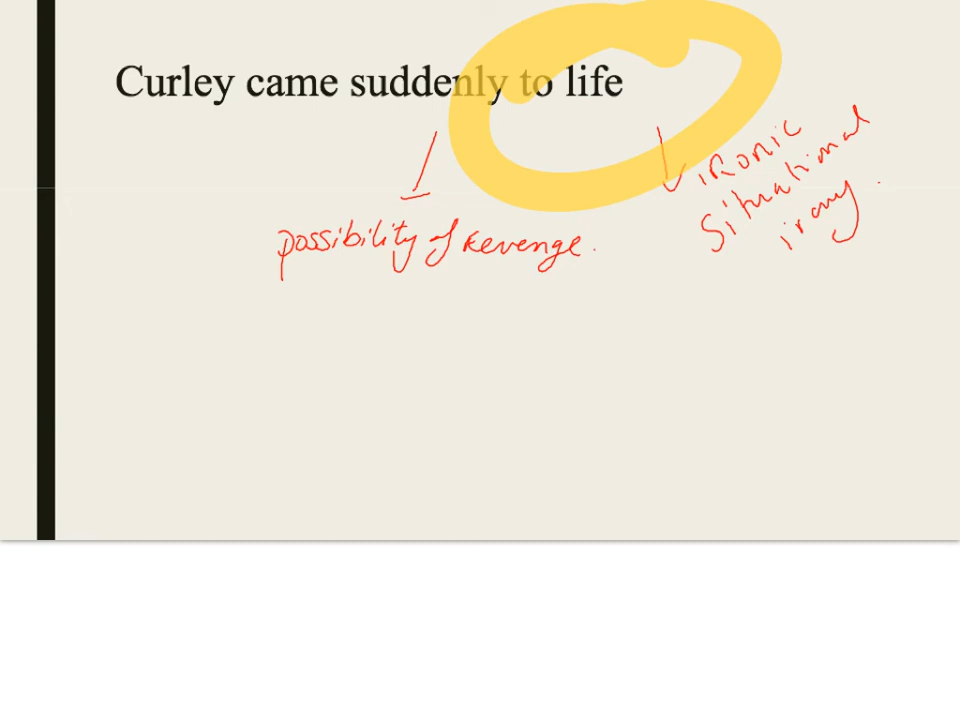 Curley came suddenly to life
possibility of Revenge.
iRonic
situational
irony.